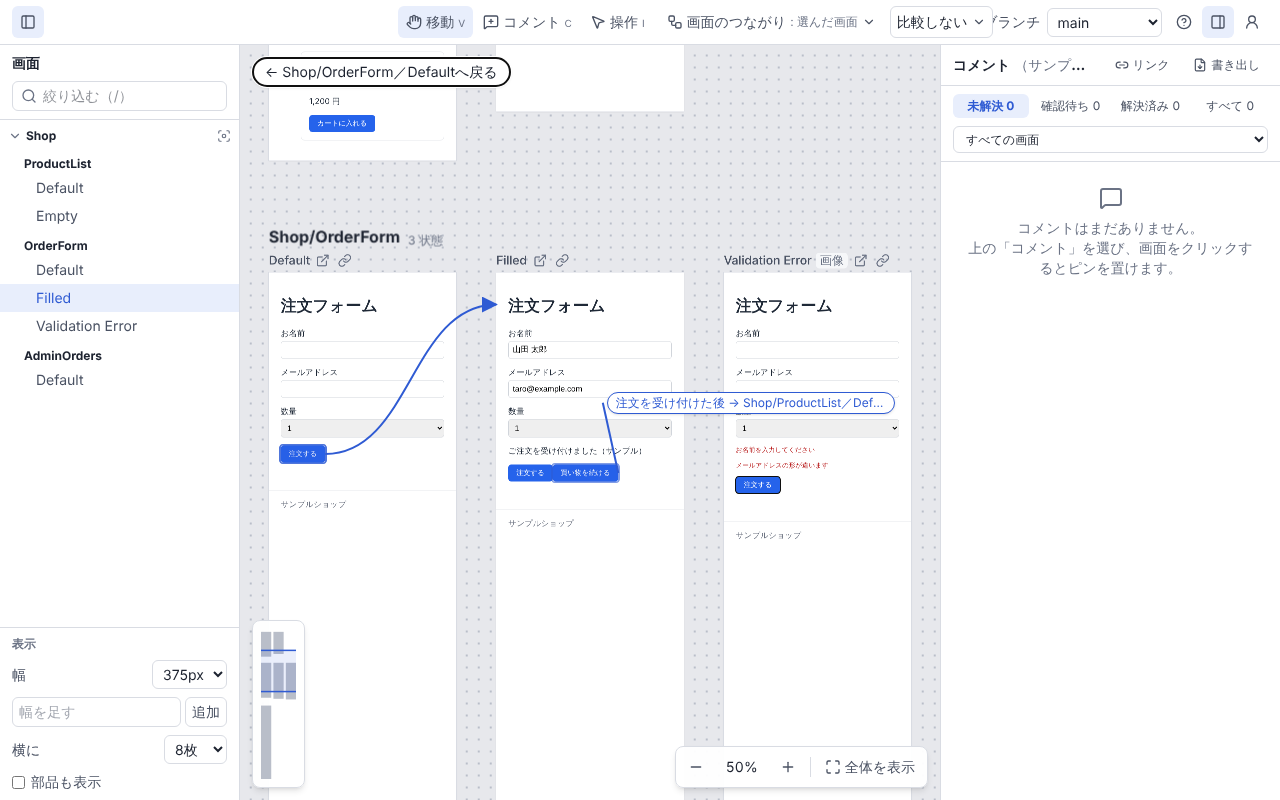 移動 V
コメント C
操作 I
画面のつながり : 選んだ画面
比較しない
ブランチ
main
画面
絞り込む（/）
Shop
ProductList
Default
Empty
OrderForm
Default
Filled
Validation Error
AdminOrders
Default
表示
幅
375px
幅を足す
追加
横に
8枚
部品も表示
← Shop/OrderForm／Defaultへ戻る
1,200 円
カートに入れる
Shop/OrderForm 3 状態
Default
注文フォーム
お名前
メールアドレス
数量
1
注文する
サンプルショップ
Filled
注文フォーム
お名前
山田 太郎
メールアドレス
taro@example.com
注文を受け付けた後 → Shop/ProductList／Def…
数量
1
ご注文を受け付けました（サンプル）
注文する
買い物を続ける
サンプルショップ
Validation Error 画像
注文フォーム
お名前
メールアドレス
1
お名前を入力してください
メールアドレスの形が違います
注文する
サンプルショップ
50%
全体を表示
コメント （サンプ…
リンク
書き出し
未解決 0
確認待ち 0
解決済み 0
すべて 0
すべての画面
コメントはまだありません。
上の「コメント」を選び、画面をクリックす
るとピンを置けます。